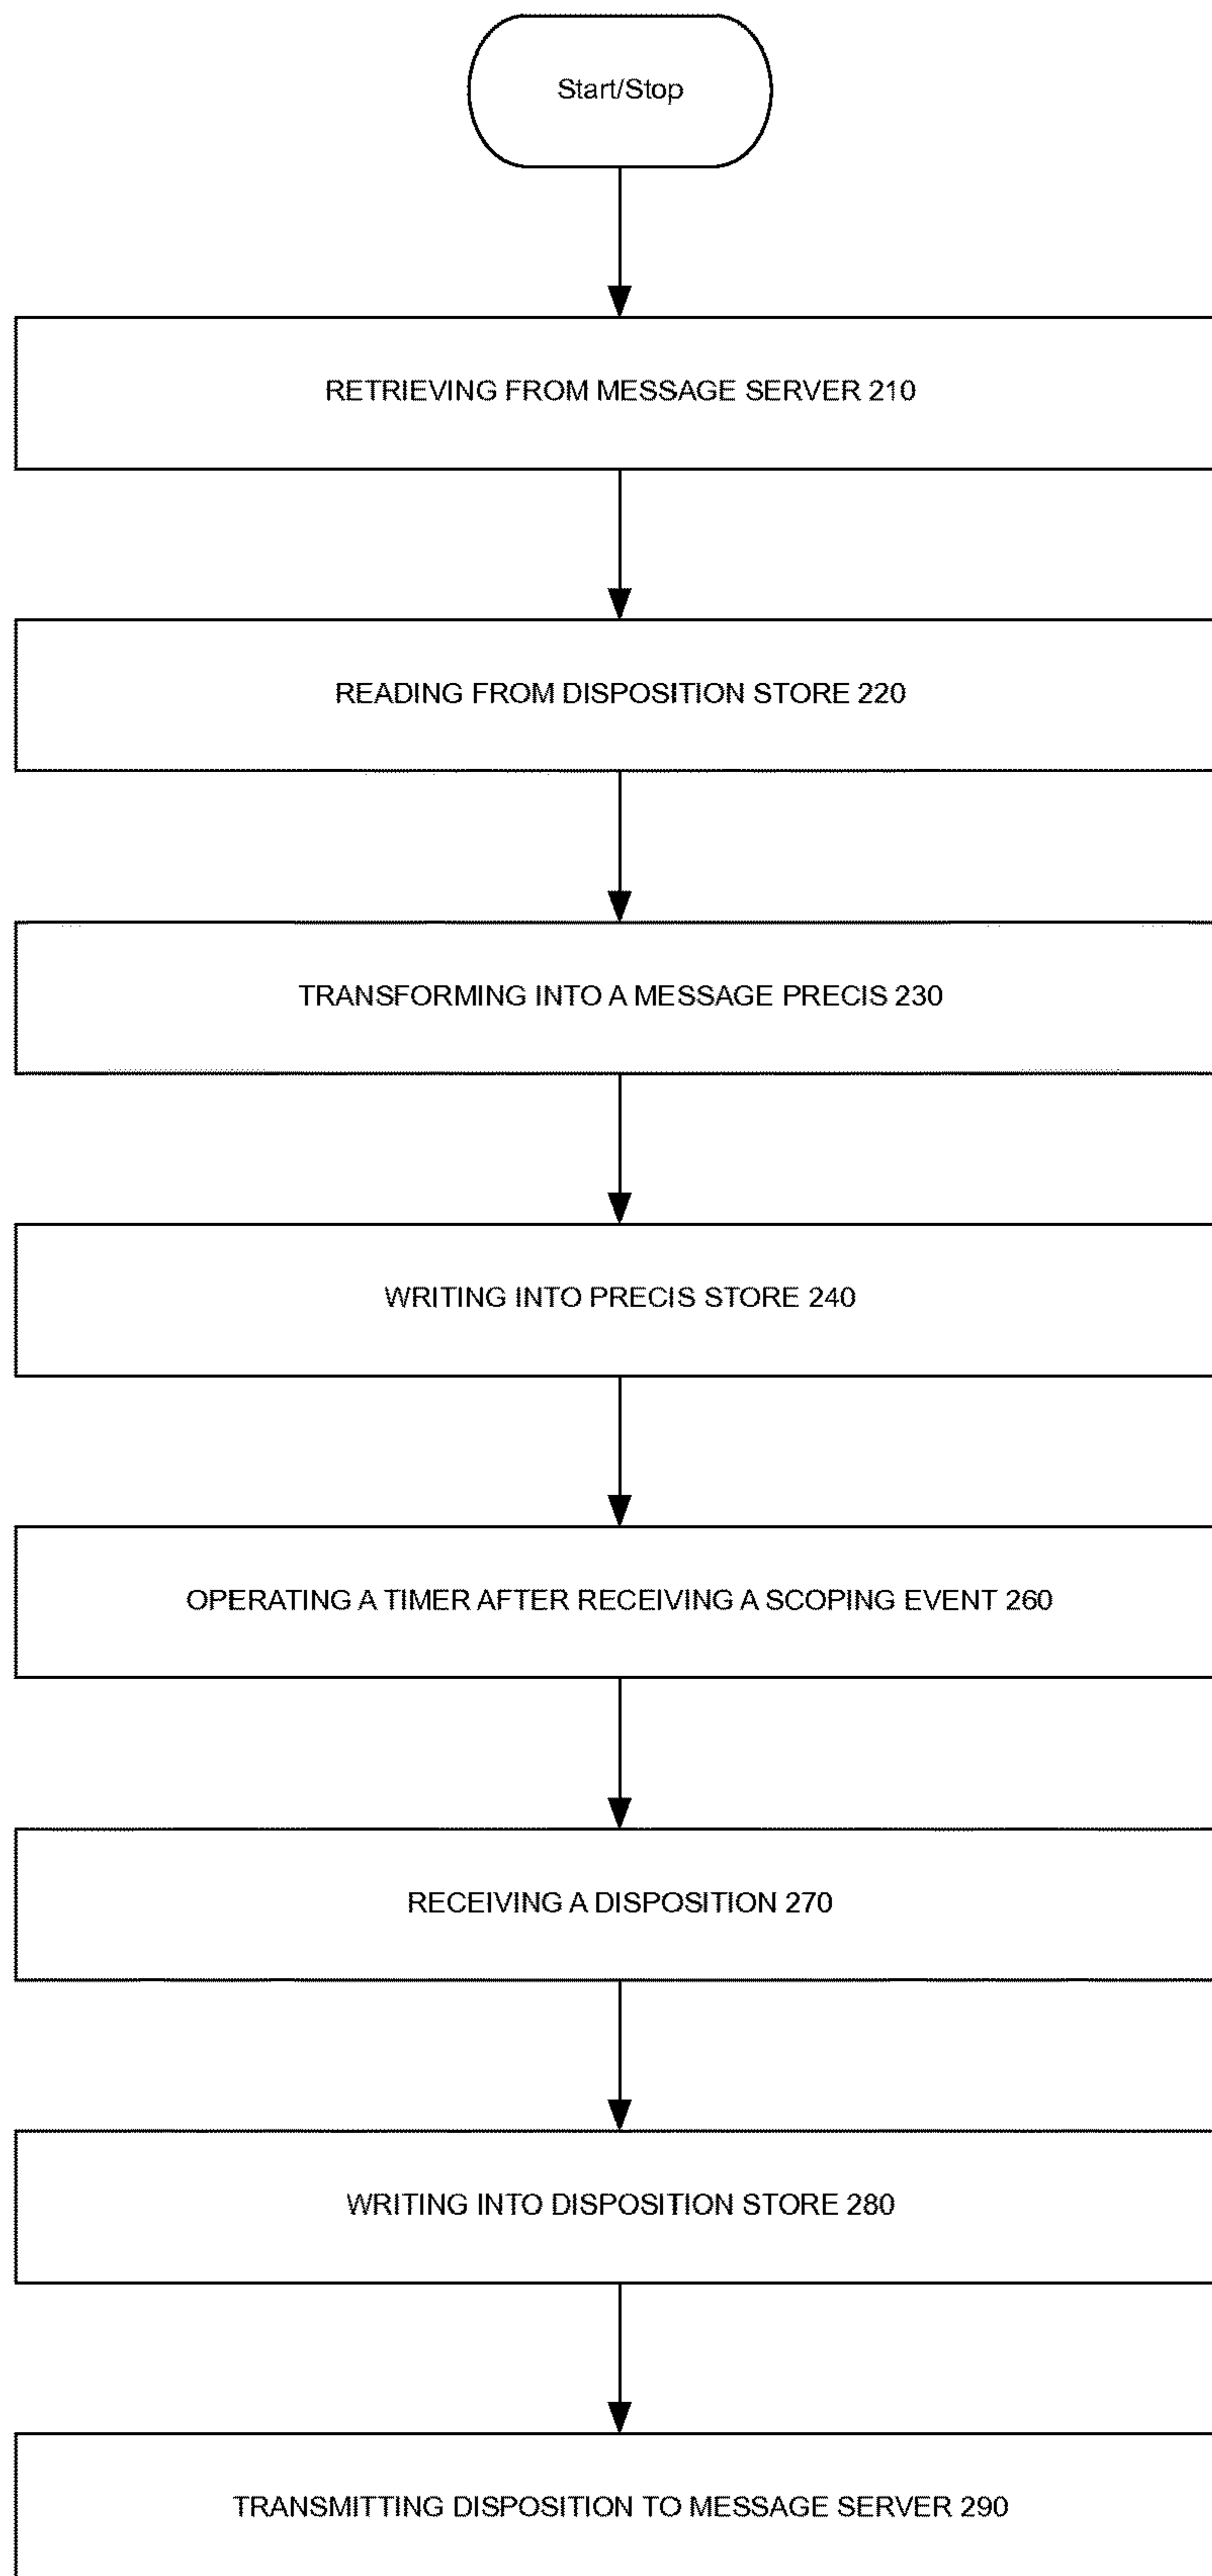 Start/Stop
RETRIEVING FROM MESSAGE SERVER 210
READING FROM DISPOSITION STORE 220
TRANSFORMING INTO A MESSAGE PRECIS 230
WRITING INTO PRECIS STORE 240
OPERATING A TIMER AFTER RECEIVING A SCOPING EVENT 260
RECEIVING A DISPOSITION 270
WRITING INTO DISPOSITION STORE 280
TRANSMITTING DISPOSITION TO MESSAGE SERVER 290